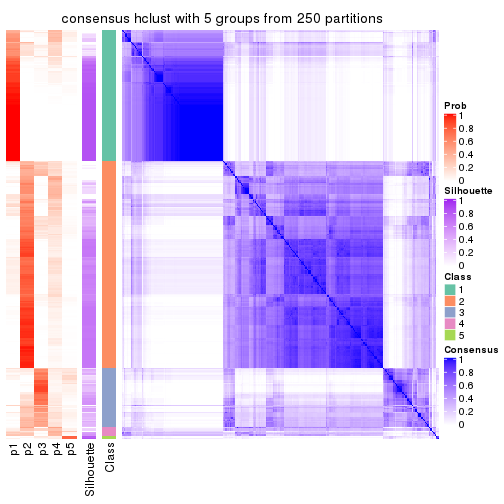 consensus hclust with 5 groups from 250 partitions
Prob
1
0.8
0.6
0.4
0.2
0
Silhouette
1
0.8
0.6
0.4
0.2
0
Class
1
2
3
4
5
Consensus
1
0.8
0.6
0.4
0.2
0
p1
p2
p3
p4
p5
Silhouette
Class